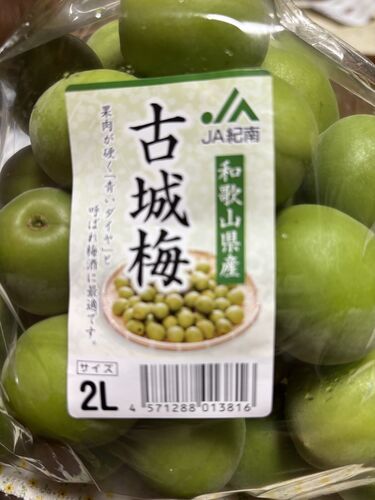 JA紀南
和歌山県産
古城梅
果肉が硬く「青いダイヤ」と
呼ばれ梅酒に最適です。
サイズ
2L
4 571288 013816